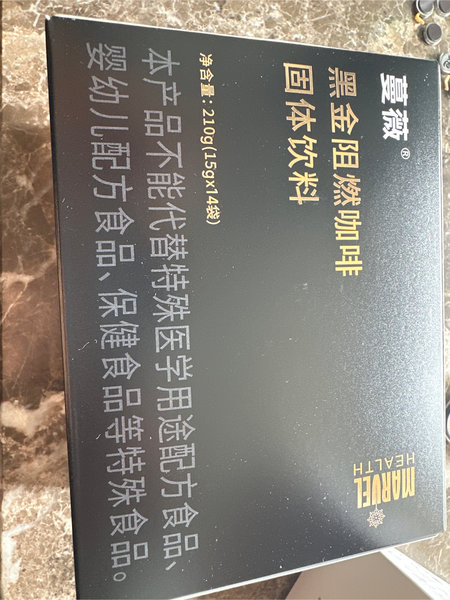 蔓薇®
黑金阻燃咖啡
固体饮料
净含量：210g(15gx14袋)
本产品不能代替特殊医学用途配方食品、
婴幼儿配方食品、保健食品等特殊食品。
MARVEL
HEALTH